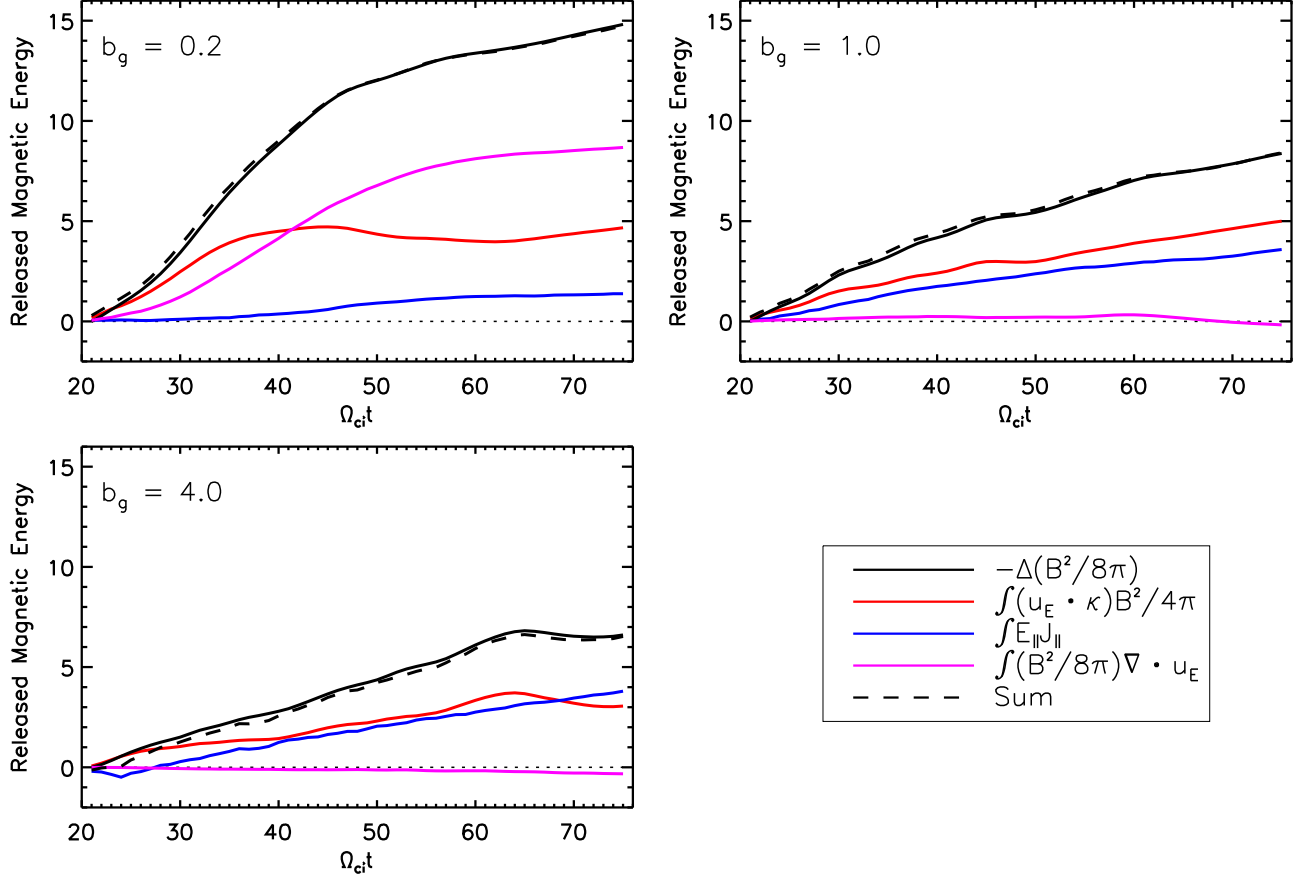 b_g = 0.2
Released Magnetic Energy
15
10
5
0
20 30 40 50 60 70
Ω_ci t
b_g = 1.0
Released Magnetic Energy
15
10
5
0
20 30 40 50 60 70
Ω_ci t
b_g = 4.0
Released Magnetic Energy
15
10
5
0
20 30 40 50 60 70
Ω_ci t
−Δ(B²/8π)
∫(u_E · κ)B²/4π
∫E_∥J_∥
∫(B²/8π)∇ · u_E
Sum